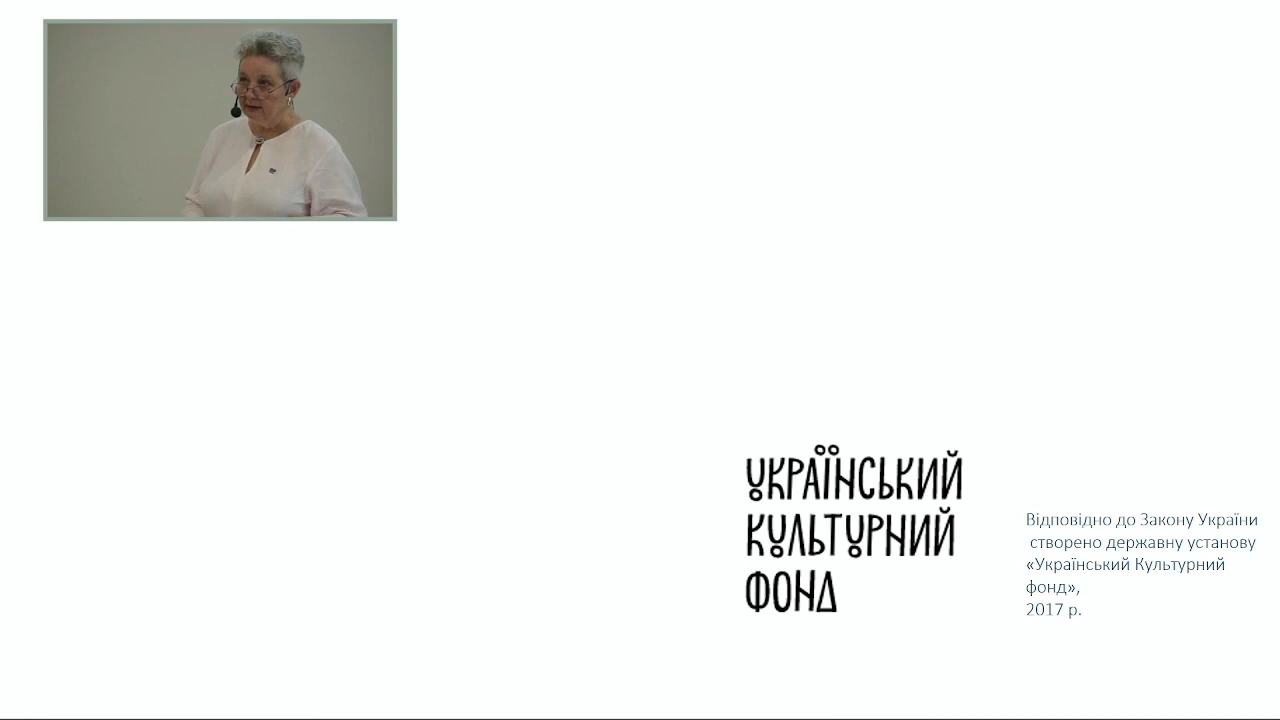 УКРАЇНСЬКИЙ
КУЛЬТУРНИЙ
ФОНД
Відповідно до Закону України
створено державну установу
«Український Культурний
фонд»,
2017 р.